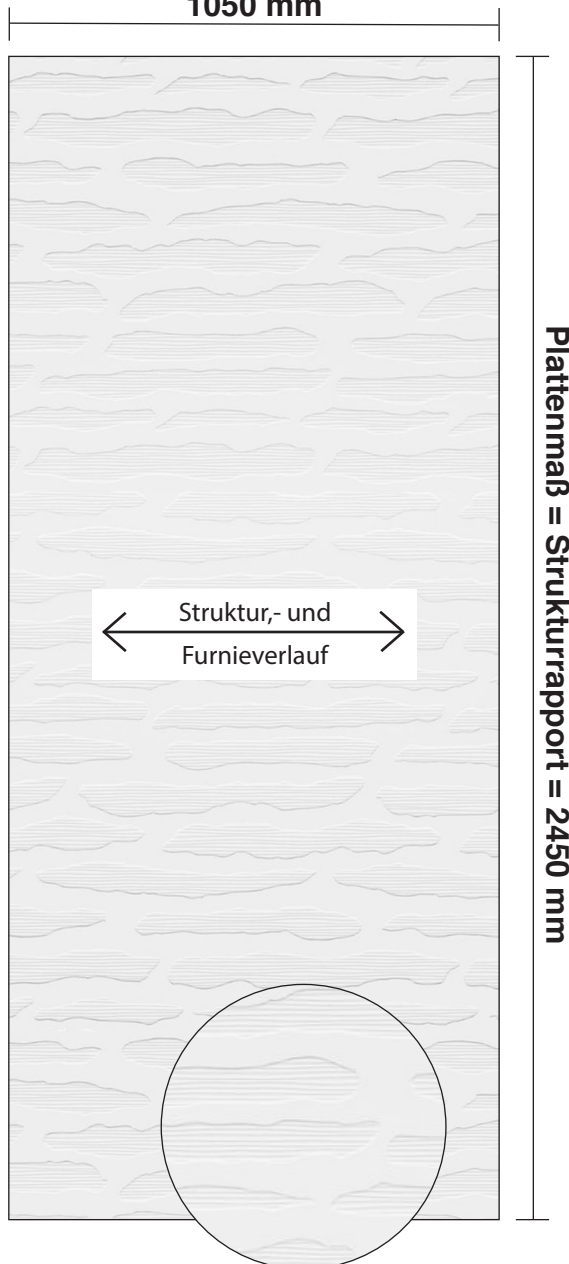 1050 mm
Struktur,- und
Furnieverlauf
Plattenmaß = Strukturrapport = 2450 mm